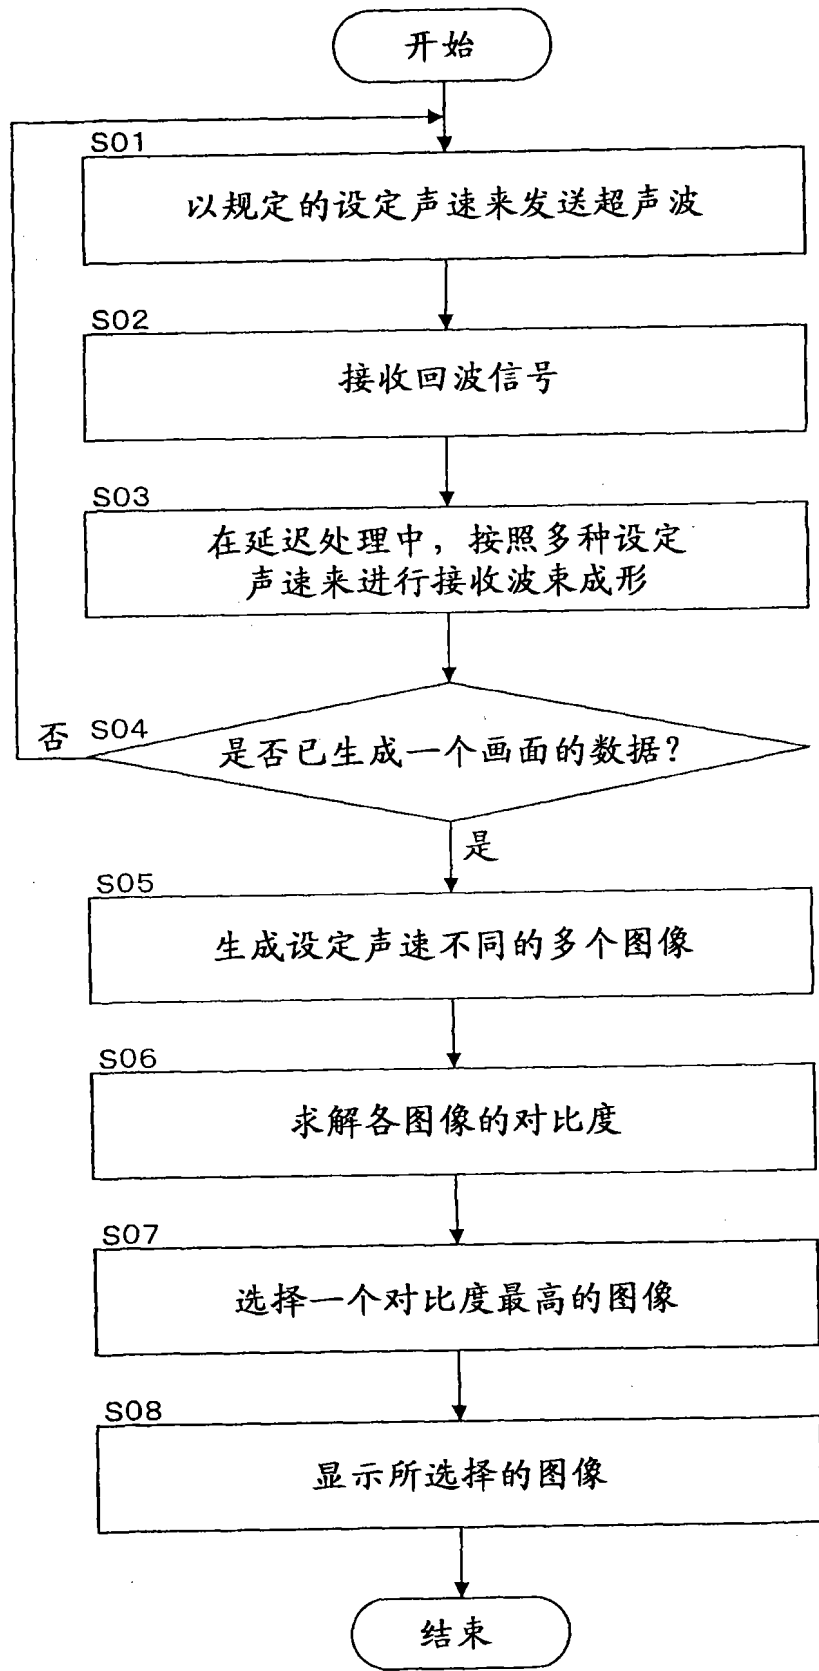 开始
S01
以规定的设定声速来发送超声波
S02
接收回波信号
S03
在延迟处理中，按照多种设定
声速来进行接收波束成形
否
S04
是否已生成一个画面的数据?
是
S05
生成设定声速不同的多个图像
S06
求解各图像的对比度
S07
选择一个对比度最高的图像
S08
显示所选择的图像
结束